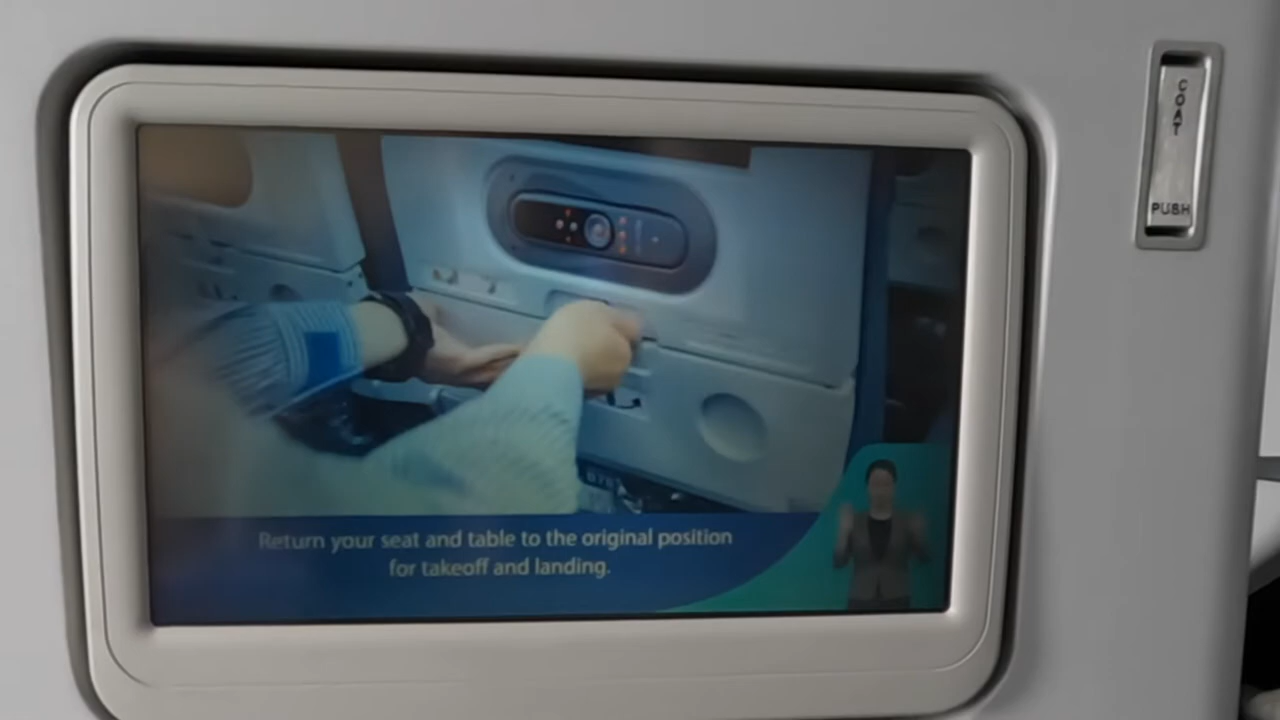 COAT
PUSH
Return your seat and table to the original position
for takeoff and landing.